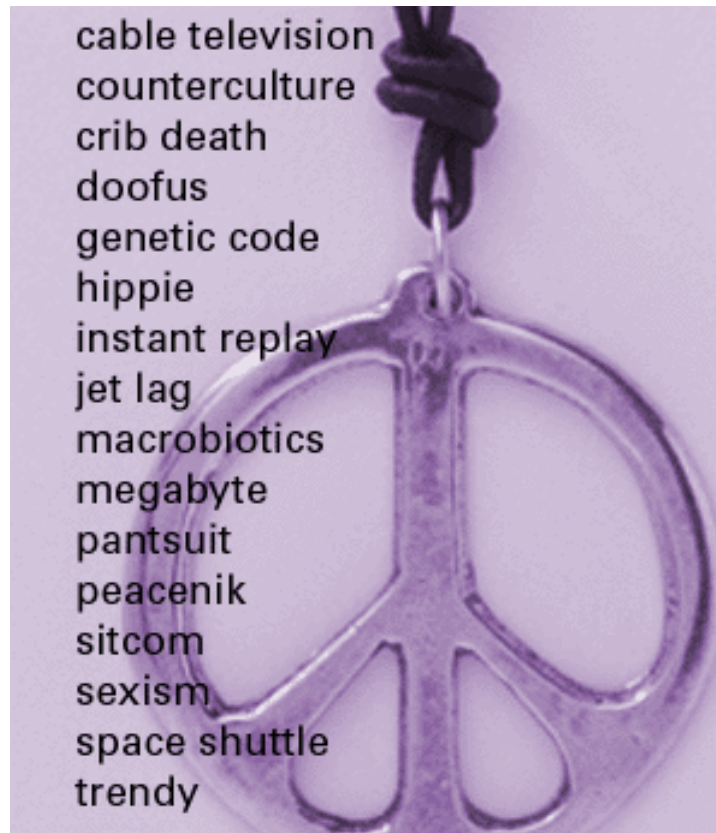 cable television
counterculture
crib death
doofus
genetic code
hippie
instant replay
jet lag
macrobiotics
megabyte
pantsuit
peacenik
sitcom
sexism
space shuttle
trendy